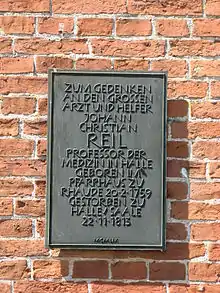 ZUM GEDENKEN
AN DEN GROSSEN
ARZT UND HELFER
JOHANN
CHRISTIAN
REIL
PROFESSOR DER
MEDIZIN IN HALLE
GEBOREN IM
PFARRHAUS ZU
RHAUDE 20·2·1759
GESTORBEN ZU
HALLE/SAALE
22·11·1813